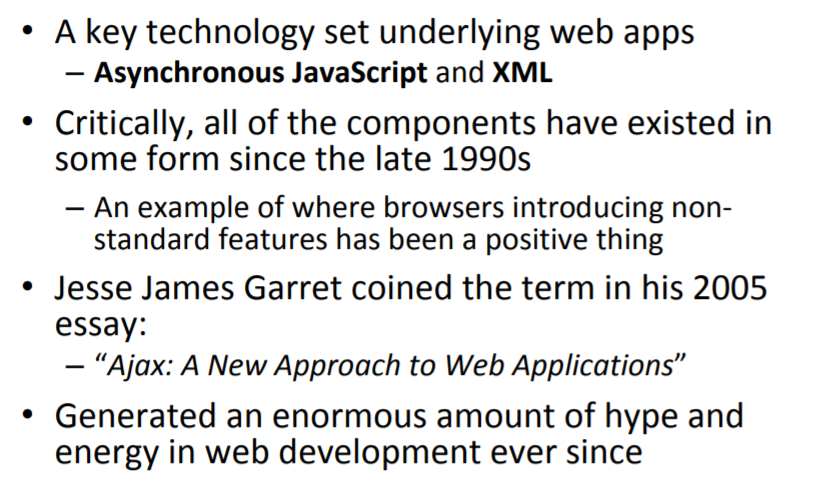 • A key technology set underlying web apps
– Asynchronous JavaScript and XML
• Critically, all of the components have existed in
some form since the late 1990s
– An example of where browsers introducing non-
standard features has been a positive thing
• Jesse James Garret coined the term in his 2005
essay:
– “Ajax: A New Approach to Web Applications”
• Generated an enormous amount of hype and
energy in web development ever since